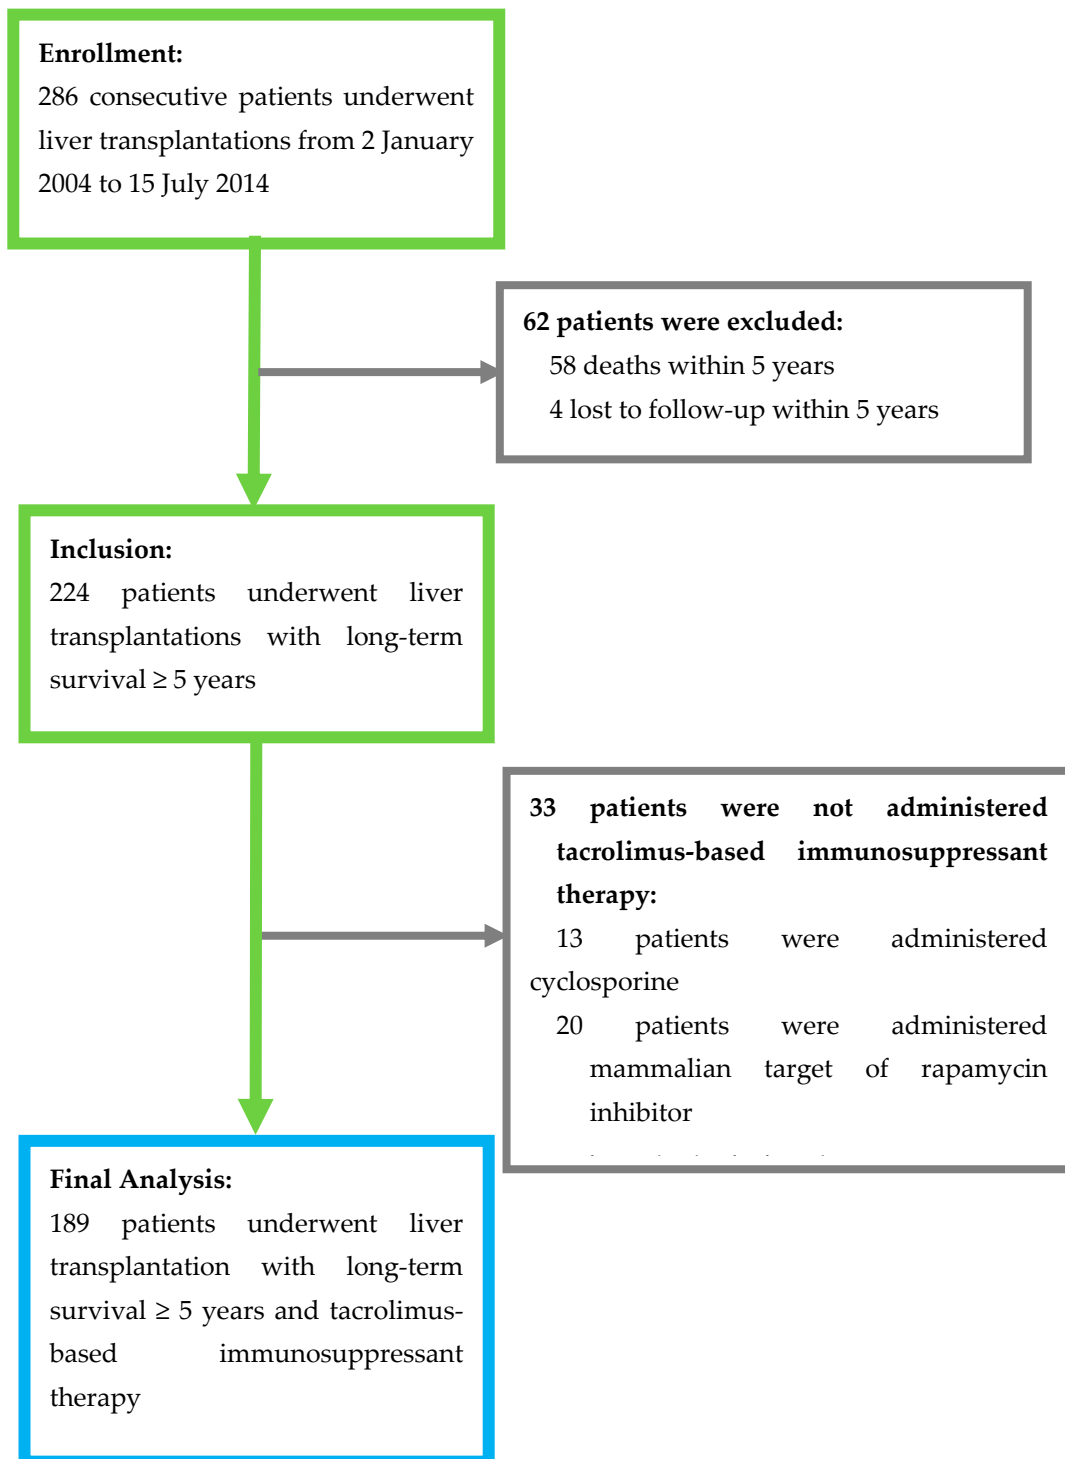 Enrollment:
286 consecutive patients underwent
liver transplantations from 2 January
2004 to 15 July 2014
62 patients were excluded:
58 deaths within 5 years
4 lost to follow-up within 5 years
Inclusion:
224 patients underwent liver
transplantations with long-term
survival ≥ 5 years
33 patients were not administered
tacrolimus-based immunosuppressant
therapy:
13 patients were administered
cyclosporine
20 patients were administered
mammalian target of rapamycin
inhibitor
Final Analysis:
189 patients underwent liver
transplantation with long-term
survival ≥ 5 years and tacrolimus-
based immunosuppressant
therapy